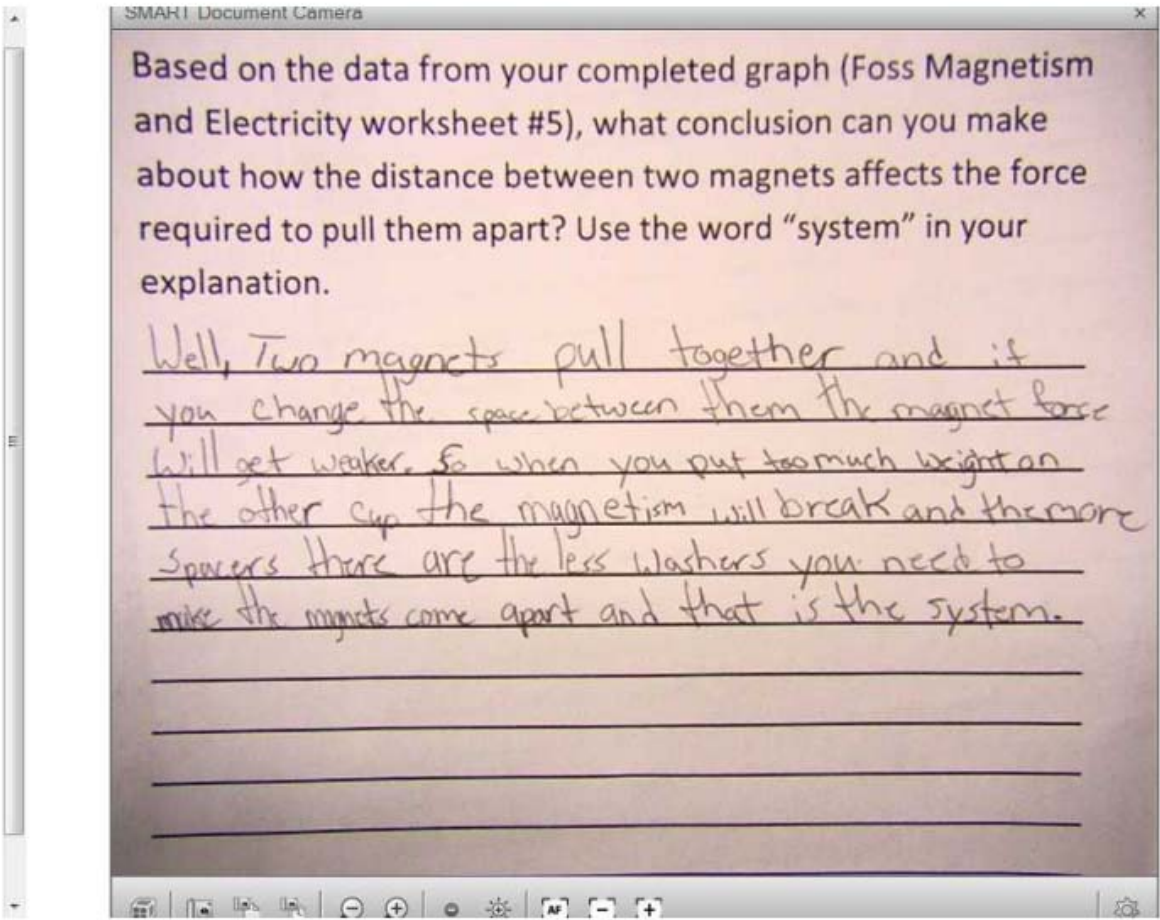 SMART Document Camera
Based on the data from your completed graph (Foss Magnetism
and Electricity worksheet #5), what conclusion can you make
about how the distance between two magnets affects the force
required to pull them apart? Use the word “system” in your
explanation.
Well, Two magnets pull together and if
you change the space between them the magnet force
will get weaker. So when you put too much weight on
the other cup the magnetism will break and the more
spacers there are the less washers you need to
make the mgnets come apart and that is the system.
AF